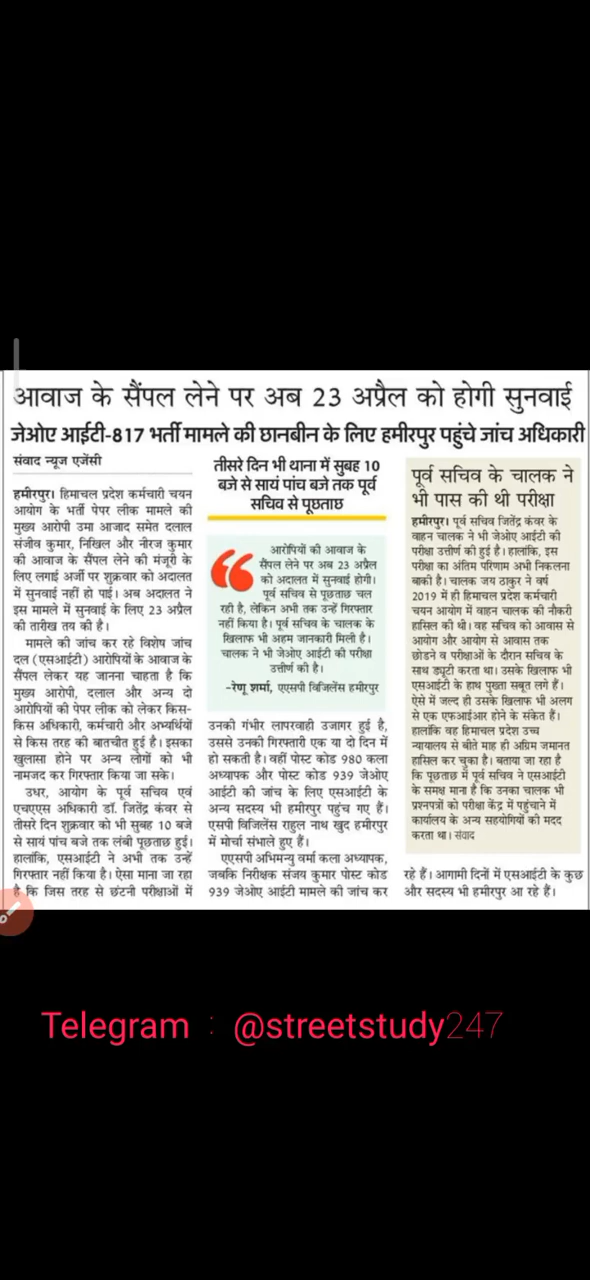 आवाज के सैंपल लेने पर अब 23 अप्रैल को होगी सुनवाई
जेओए आईटी-817 भर्ती मामले की छानबीन के लिए हमीरपुर पहुंचे जांच अधिकारी
संवाद न्यूज एजेंसी
हमीरपुर। हिमाचल प्रदेश कर्मचारी चयन
आयोग के भर्ती पेपर लीक मामले की
मुख्य आरोपी उमा आजाद समेत दलाल
संजीव कुमार, निखिल और नीरज कुमार
की आवाज के सैंपल लेने की मंजूरी के
लिए लगाई अर्जी पर शुक्रवार को अदालत
में सुनवाई नहीं हो पाई। अब अदालत ने
इस मामले में सुनवाई के लिए 23 अप्रैल
की तारीख तय की है।
मामले की जांच कर रहे विशेष जांच
दल (एसआईटी) आरोपियों के आवाज के
सैंपल लेकर यह जानना चाहता है कि
मुख्य आरोपी, दलाल और अन्य दो
आरोपियों की पेपर लीक को लेकर किस-
किस अधिकारी, कर्मचारी और अभ्यर्थियों
से किस तरह की बातचीत हुई है। इसका
खुलासा होने पर अन्य लोगों को भी
नामजद कर गिरफ्तार किया जा सके।
उधर, आयोग के पूर्व सचिव एवं
एचएएस अधिकारी डॉ. जितेंद्र कंवर से
तीसरे दिन शुक्रवार को भी सुबह 10 बजे
से सायं पांच बजे तक लंबी पूछताछ हुई।
हालांकि, एसआईटी ने अभी तक उन्हें
गिरफ्तार नहीं किया है। ऐसा माना जा रहा
है कि जिस तरह से छंटनी परीक्षाओं में
तीसरे दिन भी थाना में सुबह 10
बजे से सायं पांच बजे तक पूर्व
सचिव से पूछताछ
आरोपियों की आवाज के
सैंपल लेने पर अब 23 अप्रैल
को अदालत में सुनवाई होगी।
पूर्व सचिव से पूछताछ चल
रही है, लेकिन अभी तक उन्हें गिरफ्तार
नहीं किया है। पूर्व सचिव के चालक के
खिलाफ भी अहम जानकारी मिली है।
चालक ने भी जेओए आईटी की परीक्षा
उत्तीर्ण की है।
-रेणू शर्मा, एएसपी विजिलेंस हमीरपुर
उनकी गंभीर लापरवाही उजागर हुई है,
उससे उनकी गिरफ्तारी एक या दो दिन में
हो सकती है। वहीं पोस्ट कोड 980 कला
अध्यापक और पोस्ट कोड 939 जेओए
आईटी की जांच के लिए एसआईटी के
अन्य सदस्य भी हमीरपुर पहुंच गए हैं।
एसपी विजिलेंस राहुल नाथ खुद हमीरपुर
में मोर्चा संभाले हुए हैं।
एएसपी अभिमन्यु वर्मा कला अध्यापक,
जबकि निरीक्षक संजय कुमार पोस्ट कोड
939 जेओए आईटी मामले की जांच कर
पूर्व सचिव के चालक ने
भी पास की थी परीक्षा
हमीरपुर। पूर्व सचिव जितेंद्र कंवर के
वाहन चालक ने भी जेओए आईटी की
परीक्षा उत्तीर्ण की हुई है। हालांकि, इस
परीक्षा का अंतिम परिणाम अभी निकलना
बाकी है। चालक जय ठाकुर ने वर्ष
2019 में ही हिमाचल प्रदेश कर्मचारी
चयन आयोग में वाहन चालक की नौकरी
हासिल की थी। वह सचिव को आवास से
आयोग और आयोग से आवास तक
छोडने व परीक्षाओं के दौरान सचिव के
साथ ड्यूटी करता था। उसके खिलाफ भी
एसआईटी के हाथ पुख्ता सबूत लगे हैं।
ऐसे में जल्द ही उसके खिलाफ भी अलग
से एक एफआईआर होने के संकेत हैं।
हालांकि वह हिमाचल प्रदेश उच्च
न्यायालय से बीते माह ही अग्रिम जमानत
हासिल कर चुका है। बताया जा रहा है
कि पूछताछ में पूर्व सचिव ने एसआईटी
के समक्ष माना है कि उनका चालक भी
प्रश्नपत्रों को परीक्षा केंद्र में पहुंचाने में
कार्यालय के अन्य सहयोगियों की मदद
करता था। संवाद
रहे हैं। आगामी दिनों में एसआईटी के कुछ
और सदस्य भी हमीरपुर आ रहे हैं।
Telegram : @streetstudy247